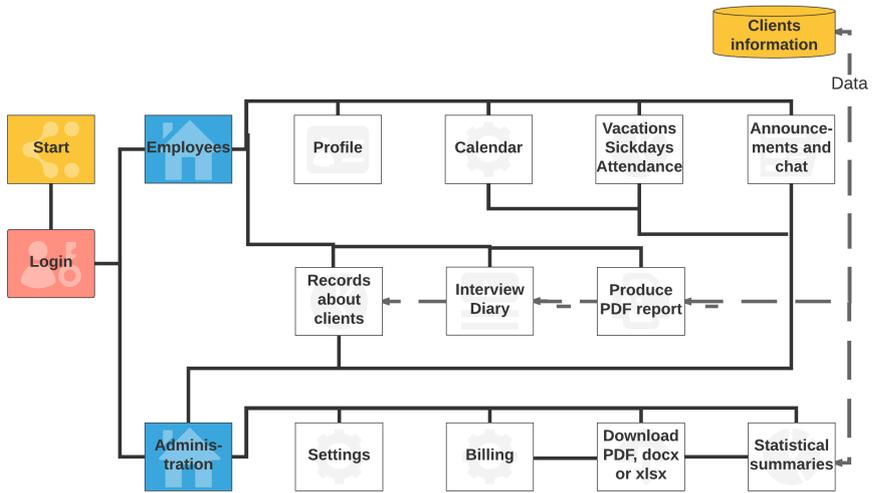 Clients
information
Data
Start
Employees
Profile
Calendar
Vacations
Sickdays
Attendance
Announce-
ments and
chat
Login
Records
about
clients
Interview
Diary
Produce
PDF report
Adminis-
tration
Settings
Billing
Download
PDF, docx
or xlsx
Statistical
summaries